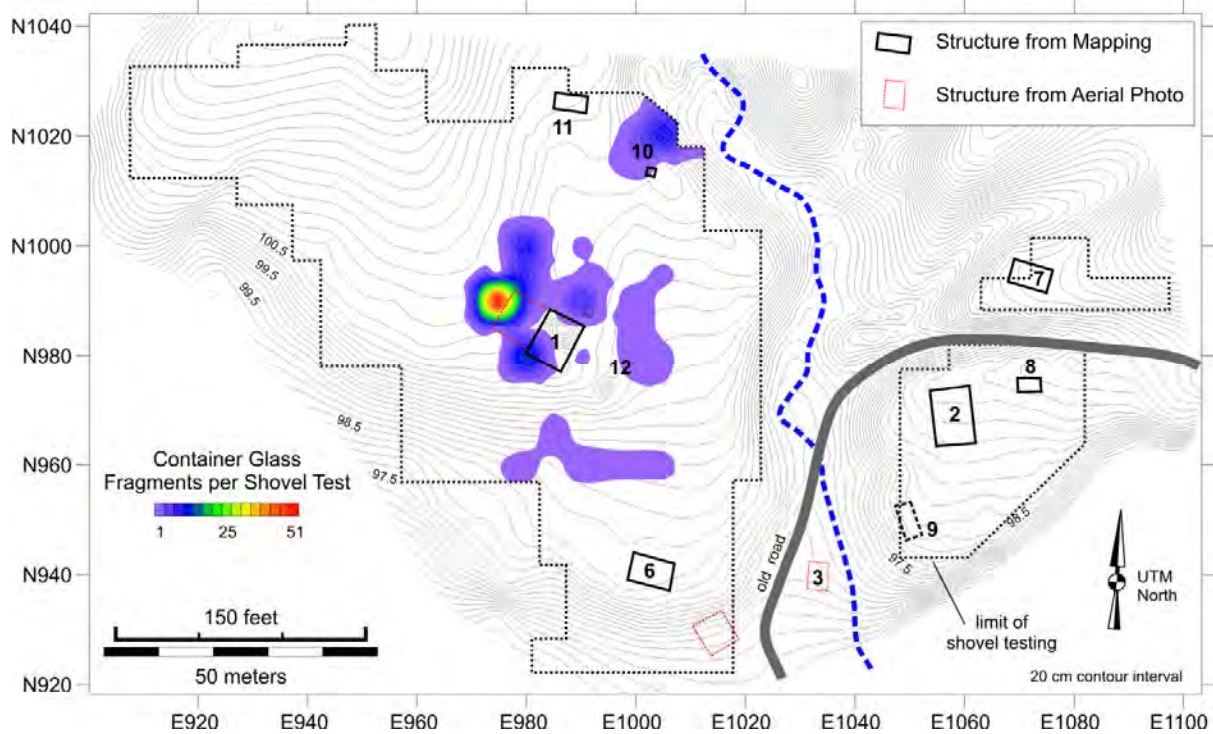 N1040
N1020
N1000
N980
N960
N940
N920
Structure from Mapping
Structure from Aerial Photo
11
10
100.5
99.5
99.5
7
1
12
8
2
98.5
97.5
Container Glass
Fragments per Shovel Test
1 25 51
9
98.5
97.5
old road
6
3
UTM
North
150 feet
50 meters
limit of
shovel testing
20 cm contour interval
E920 E940 E960 E980 E1000 E1020 E1040 E1060 E1080 E1100